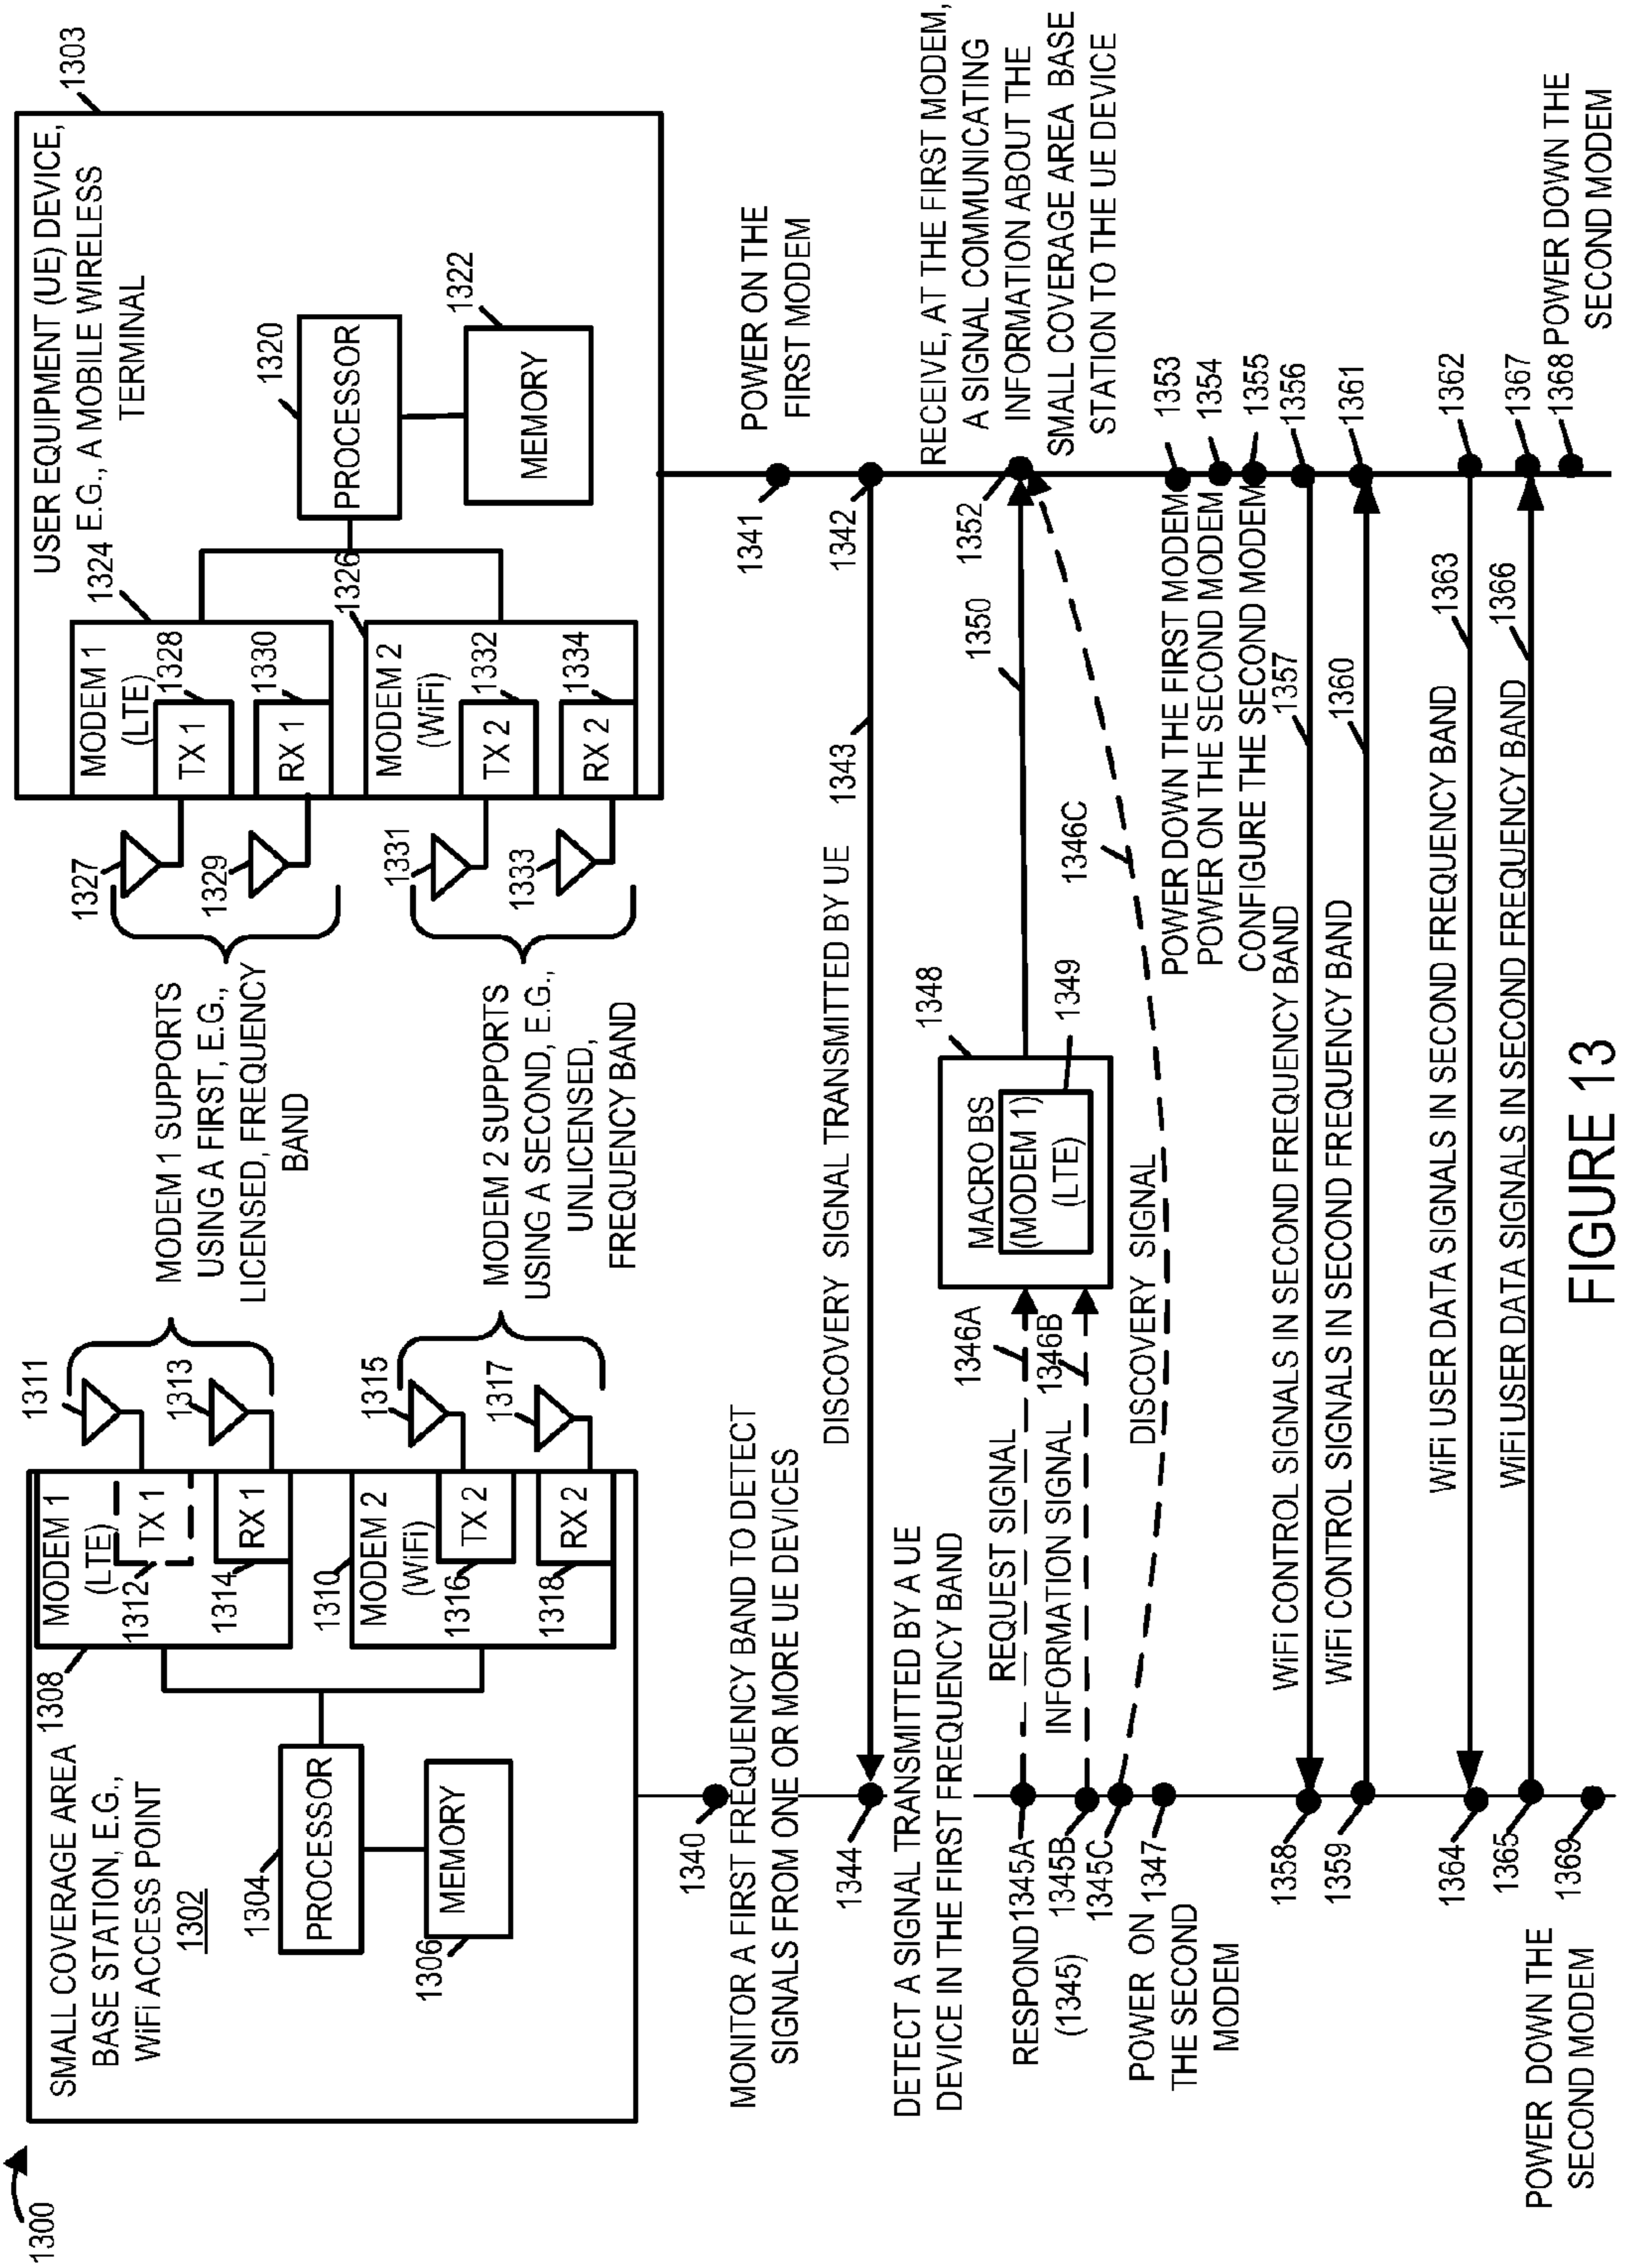 1300
SMALL COVERAGE AREA
BASE STATION, E.G.,
WiFi ACCESS POINT
1302
1304
PROCESSOR
1306
MEMORY
1308
MODEM 1
(LTE)
1312
TX 1
1314
RX 1
1310
MODEM 2
(WiFi)
1316
TX 2
1318
RX 2
1311
1313
1315
1317
MODEM 1 SUPPORTS
USING A FIRST, E.G.,
LICENSED, FREQUENCY
BAND
MODEM 2 SUPPORTS
USING A SECOND, E.G.,
UNLICENSED,
FREQUENCY BAND
1327
1329
1331
1333
USER EQUIPMENT (UE) DEVICE,
E.G., A MOBILE WIRELESS
TERMINAL
1303
1324
MODEM 1
(LTE)
1328
TX 1
1330
RX 1
1326
MODEM 2
(WiFi)
1332
TX 2
1334
RX 2
1320
PROCESSOR
1322
MEMORY
1340
MONITOR A FIRST FREQUENCY BAND TO DETECT
SIGNALS FROM ONE OR MORE UE DEVICES
1341
POWER ON THE
FIRST MODEM
1342
DISCOVERY SIGNAL TRANSMITTED BY UE
1343
1344
DETECT A SIGNAL TRANSMITTED BY A UE
DEVICE IN THE FIRST FREQUENCY BAND
RESPOND
(1345)
1345A
1345B
1345C
REQUEST SIGNAL
1346A
INFORMATION SIGNAL
1346B
DISCOVERY SIGNAL
1346C
MACRO BS
(MODEM 1)
(LTE)
1348
1349
1350
1352
RECEIVE, AT THE FIRST MODEM,
A SIGNAL COMMUNICATING
INFORMATION ABOUT THE
SMALL COVERAGE AREA BASE
STATION TO THE UE DEVICE
POWER ON
THE SECOND
MODEM
1347
POWER DOWN THE FIRST MODEM
1353
POWER ON THE SECOND MODEM
1354
CONFIGURE THE SECOND MODEM
1355
1356
WiFi CONTROL SIGNALS IN SECOND FREQUENCY BAND
1357
1358
1359
WiFi CONTROL SIGNALS IN SECOND FREQUENCY BAND
1360
1361
1362
WiFi USER DATA SIGNALS IN SECOND FREQUENCY BAND
1363
1364
1365
WiFi USER DATA SIGNALS IN SECOND FREQUENCY BAND
1366
1367
1368
POWER DOWN THE
SECOND MODEM
1369
POWER DOWN THE
SECOND MODEM
FIGURE 13